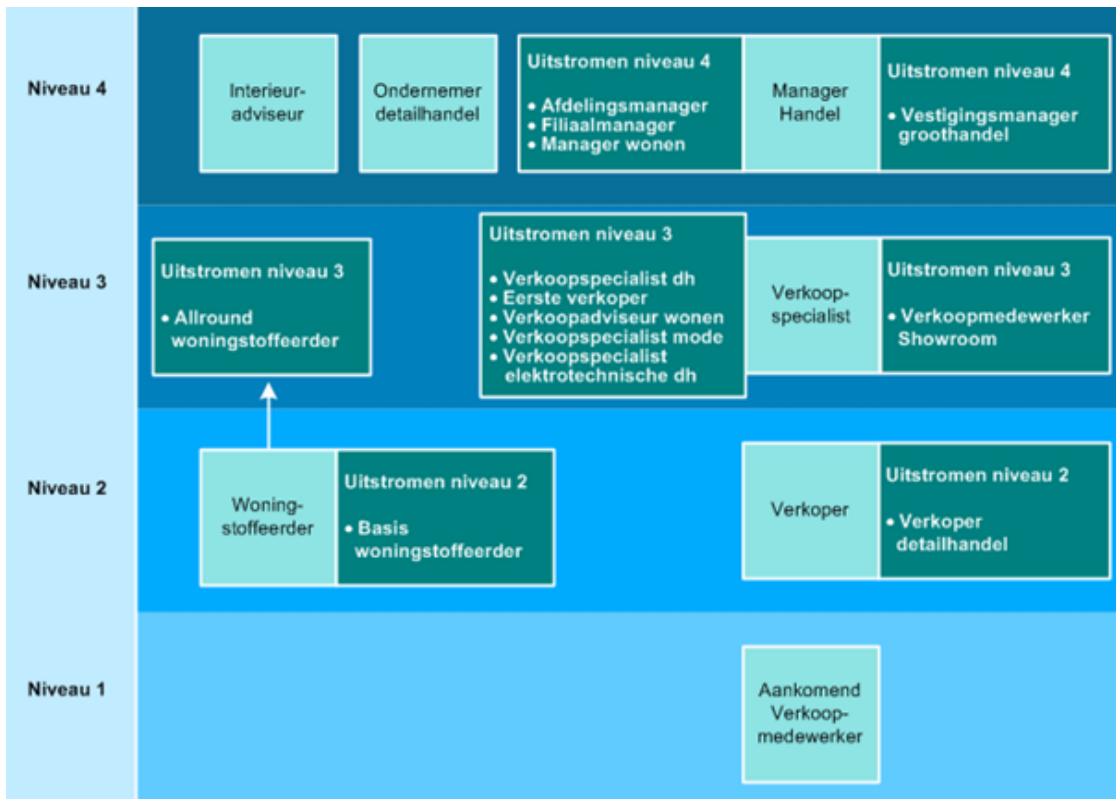 Niveau 4
Interieur-
adviseur
Ondernemer
detailhandel
Uitstromen niveau 4
• Afdelingsmanager
• Filiaalmanager
• Manager wonen
Manager
Handel
Uitstromen niveau 4
• Vestigingsmanager
groothandel
Niveau 3
Uitstromen niveau 3
• Allround
woningstoffeerder
Uitstromen niveau 3
• Verkoopspecialist dh
• Eerste verkoper
• Verkoopadviseur wonen
• Verkoopspecialist mode
• Verkoopspecialist
elektrotechnische dh
Verkoop-
specialist
Uitstromen niveau 3
• Verkoopmedewerker
Showroom
Niveau 2
Woning-
stoffeerder
Uitstromen niveau 2
• Basis
woningstoffeerder
Verkoper
Uitstromen niveau 2
• Verkoper
detailhandel
Niveau 1
Aankomend
Verkoop-
medewerker